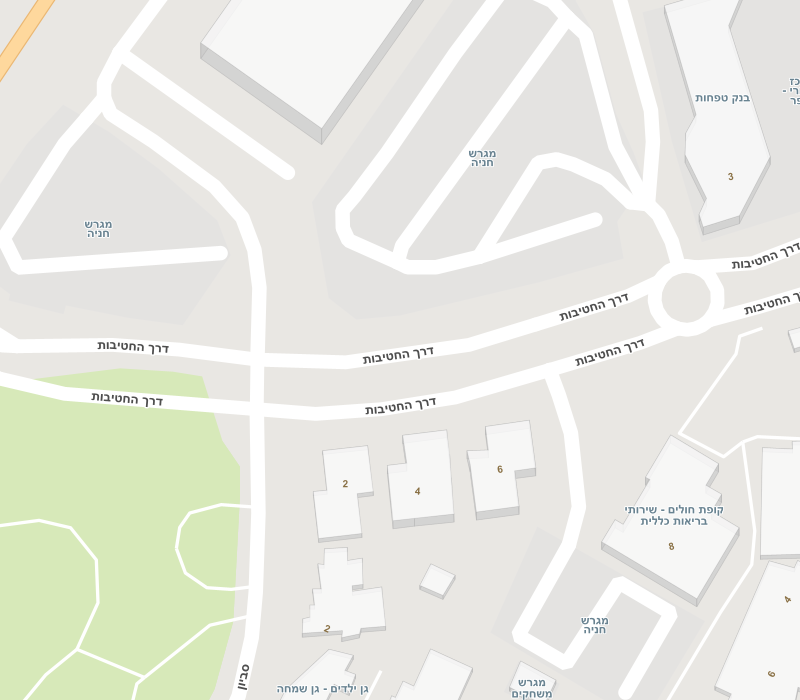 בנק טפחות
3
מגרש
חניה
מגרש
חניה
דרך החטיבות
דרך החטיבות
דרך החטיבות
דרך החטיבות
דרך החטיבות
דרך החטיבות
דרך החטיבות
דרך החטיבות
2
4
6
קופת חולים - שירותי
בריאות כללית
8
2
4
6
מגרש
חניה
סביון
גן ילדים - גן שמחה
מגרש
משחקים